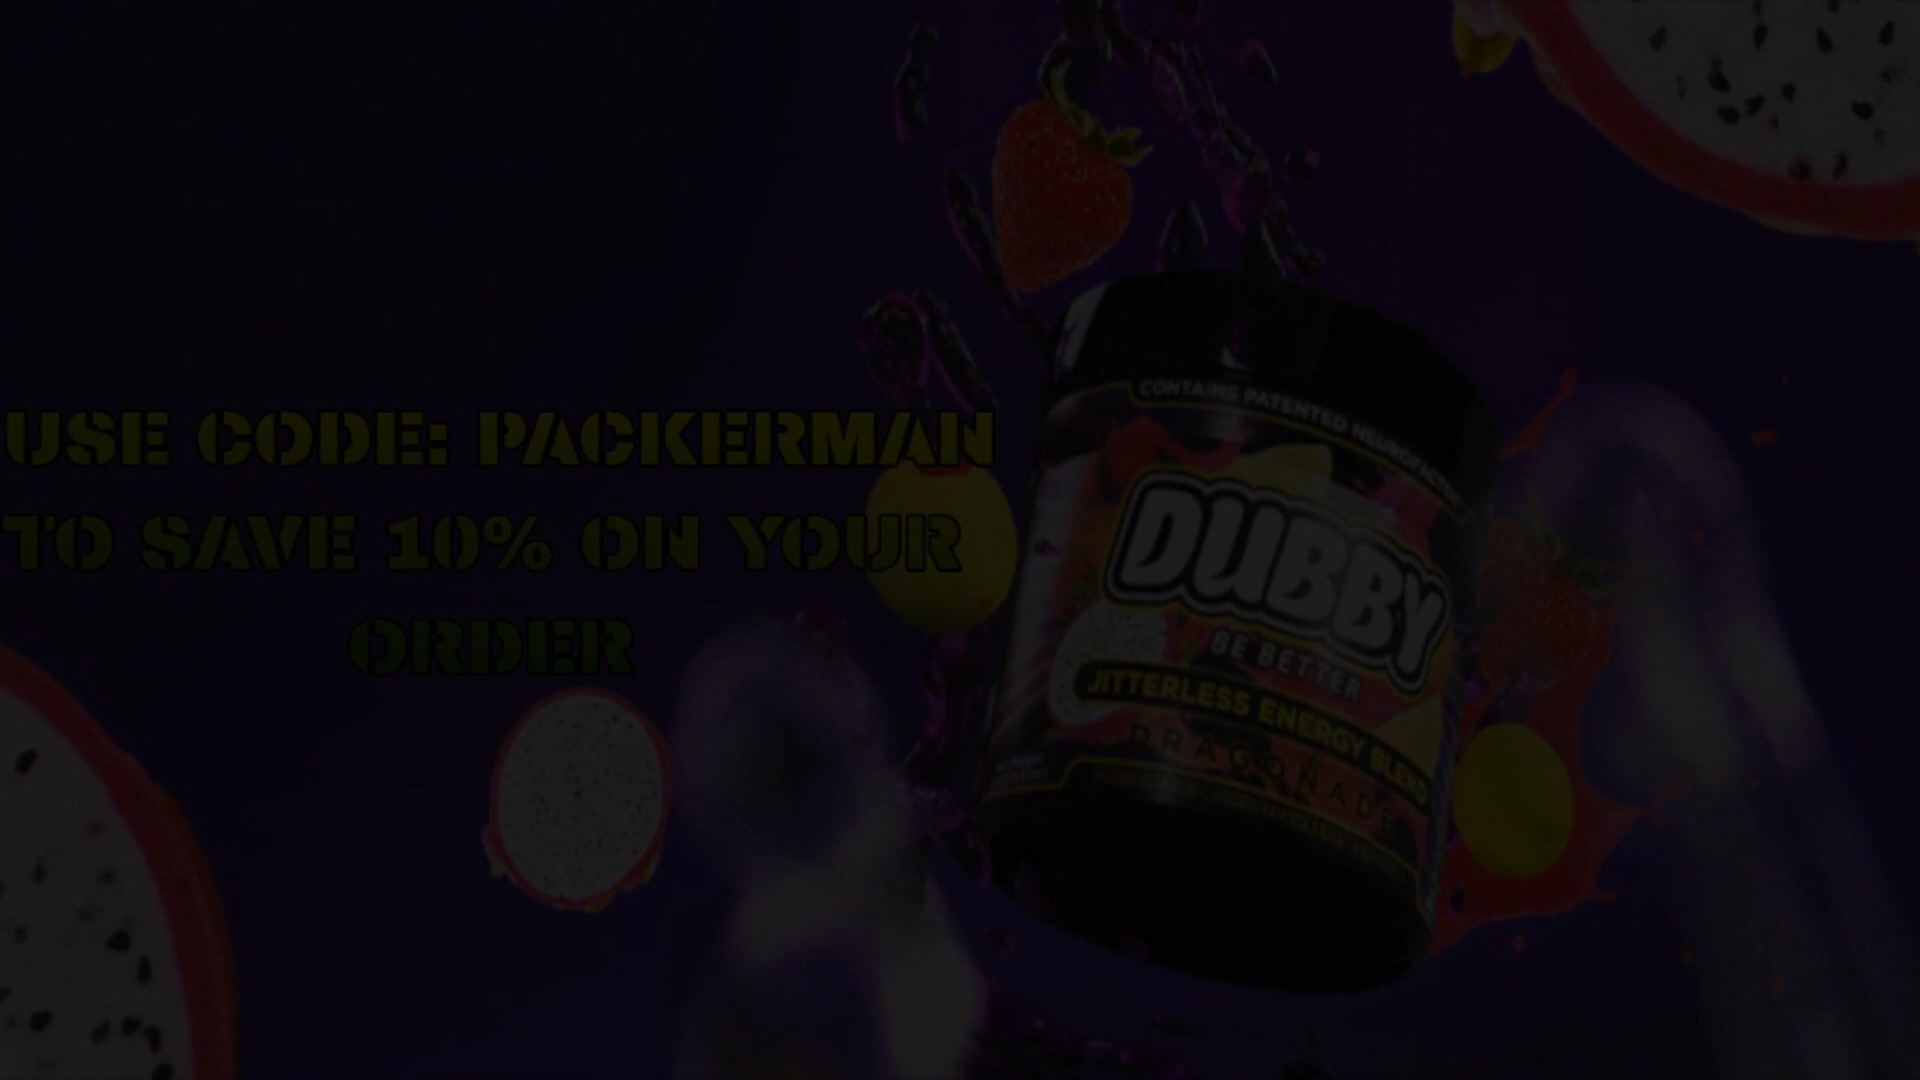 USE CODE: PACKERMAN
TO SAVE 10% ON YOUR
ORDER
CONTAINS PATENTED NEUROFACTOR
DUBBY
BE BETTER
JITTERLESS ENERGY BLEND
DRAGONADE